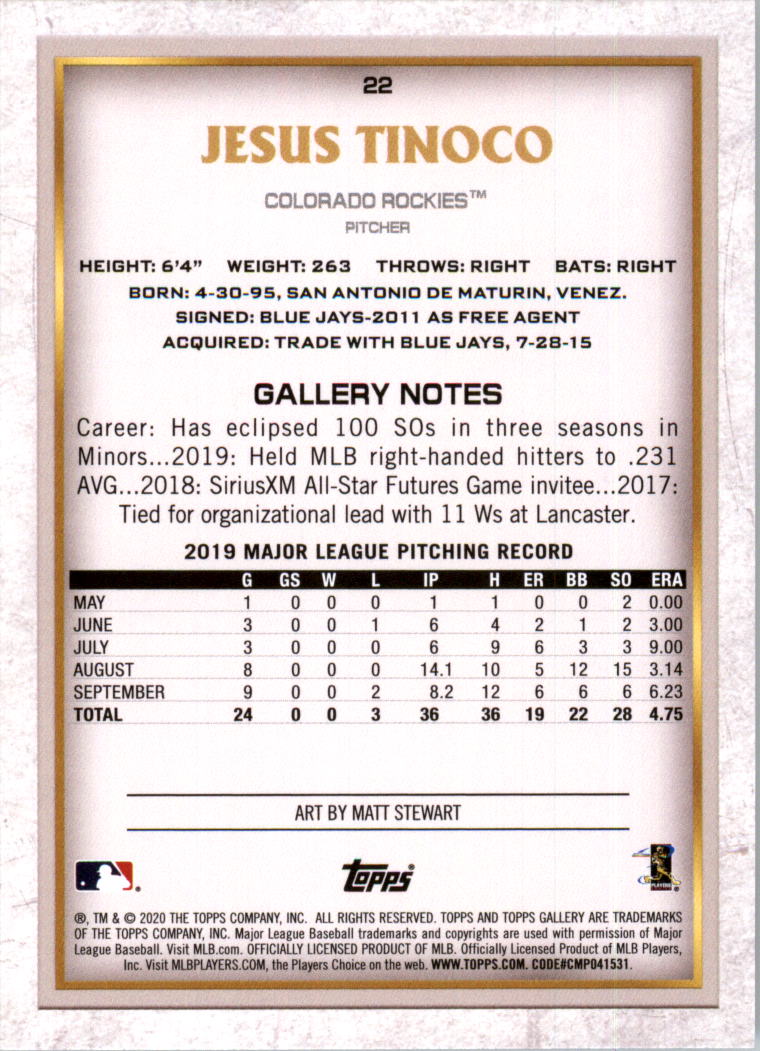 22
JESUS TINOCO
COLORADO ROCKIES™
PITCHER
HEIGHT: 6'4" WEIGHT: 263 THROWS: RIGHT BATS: RIGHT
BORN: 4-30-95, SAN ANTONIO DE MATURIN, VENEZ.
SIGNED: BLUE JAYS-2011 AS FREE AGENT
ACQUIRED: TRADE WITH BLUE JAYS, 7-28-15
GALLERY NOTES
Career: Has eclipsed 100 SOs in three seasons in
Minors...2019: Held MLB right-handed hitters to .231
AVG...2018: SiriusXM All-Star Futures Game invitee...2017:
Tied for organizational lead with 11 Ws at Lancaster.
2019 MAJOR LEAGUE PITCHING RECORD
G GS W L IP H ER BB SO ERA
MAY 1 0 0 0 1 1 0 0 2 0.00
JUNE 3 0 0 1 6 4 2 1 2 3.00
JULY 3 0 0 0 6 9 6 3 3 9.00
AUGUST 8 0 0 0 14.1 10 5 12 15 3.14
SEPTEMBER 9 0 0 2 8.2 12 6 6 6 6.23
TOTAL 24 0 0 3 36 36 19 22 28 4.75
ART BY MATT STEWART
Topps®
PLAYERS
®, TM & © 2020 THE TOPPS COMPANY, INC. ALL RIGHTS RESERVED. TOPPS AND TOPPS GALLERY ARE TRADEMARKS
OF THE TOPPS COMPANY, INC. Major League Baseball trademarks and copyrights are used with permission of Major
League Baseball. Visit MLB.com. OFFICIALLY LICENSED PRODUCT OF MLB. Officially Licensed Product of MLB Players,
Inc. Visit MLBPLAYERS.COM, the Players Choice on the web. WWW.TOPPS.COM. CODE#CMP041531.